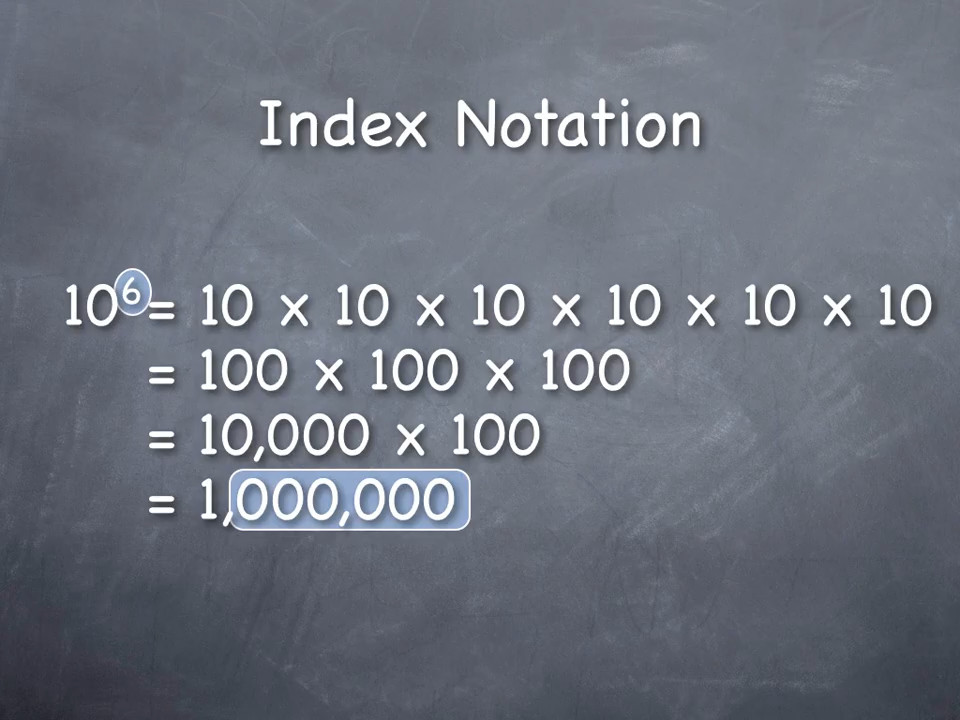 Index Notation
10⁶ = 10 x 10 x 10 x 10 x 10 x 10
= 100 x 100 x 100
= 10,000 x 100
= 1,000,000